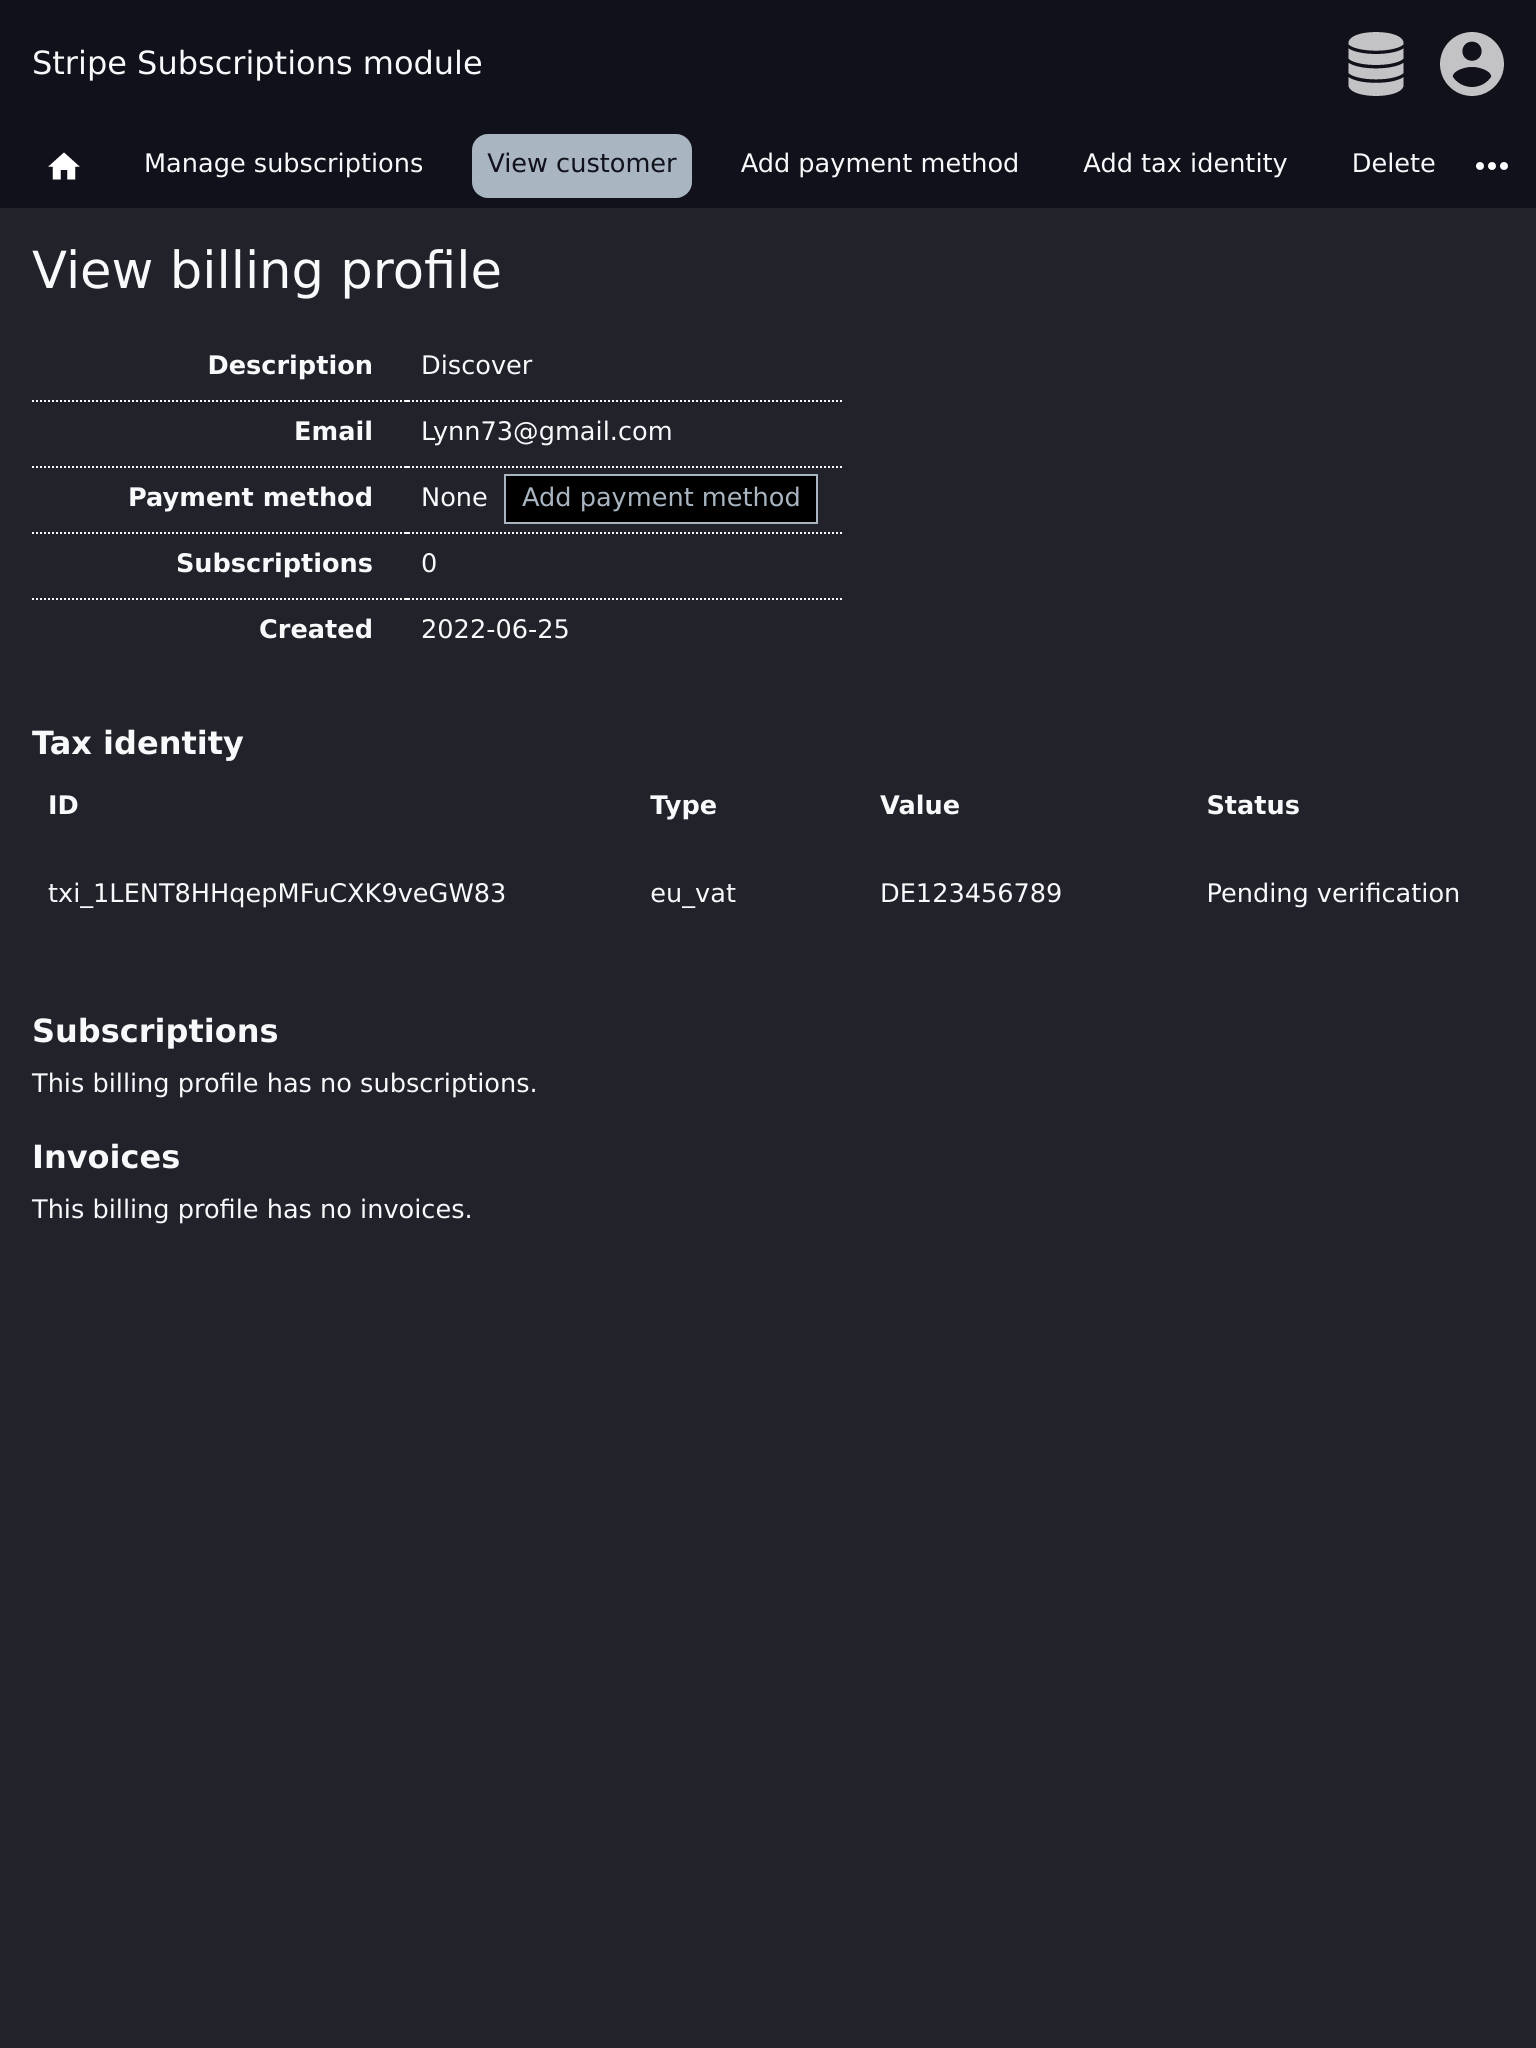 Stripe Subscriptions module
Manage subscriptions View customer Add payment method Add tax identity Delete
View billing profile
Description Discover
Email Lynn73@gmail.com
Payment method None Add payment method
Subscriptions 0
Created 2022-06-25
Tax identity
ID Type Value Status
txi_1LENT8HHqepMFuCXK9veGW83 eu_vat DE123456789 Pending verification
Subscriptions
This billing profile has no subscriptions.
Invoices
This billing profile has no invoices.